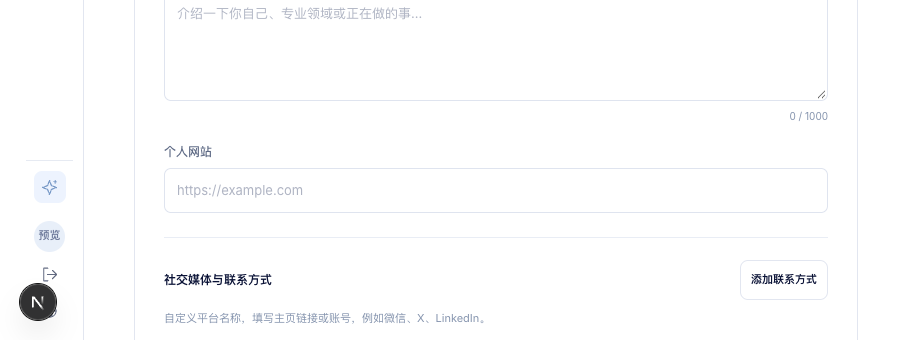 介绍一下你自己、专业领域或正在做的事...
0 / 1000
个人网站
https://example.com
预览
社交媒体与联系方式
添加联系方式
N
自定义平台名称，填写主页链接或账号，例如微信、X、LinkedIn。